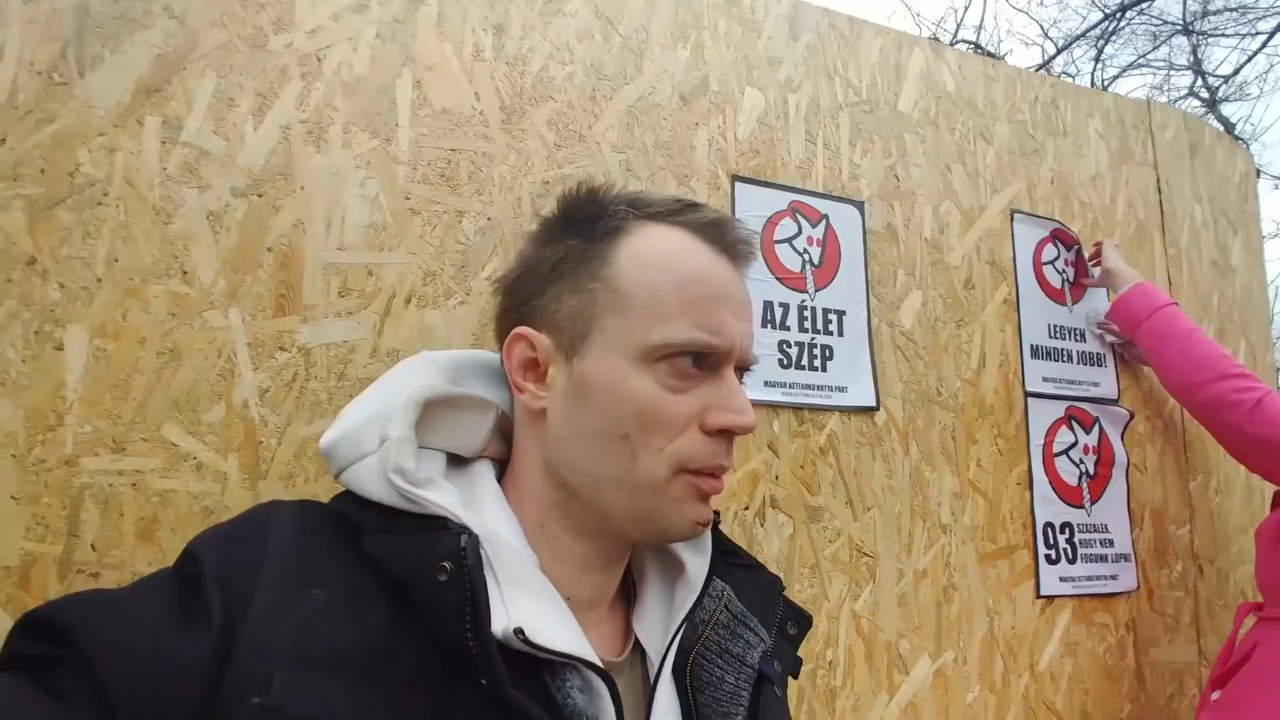 AZ ÉLET
SZÉP
MAGYAR KÉTFARKÚ KUTYA PÁRT
LEGYEN
MINDEN JOBB!
MAGYAR KÉTFARKÚ KUTYA PÁRT
93 SZÁZALÉK,
HOGY NEM
FOGUNK LOPNI
MAGYAR KÉTFARKÚ KUTYA PÁRT